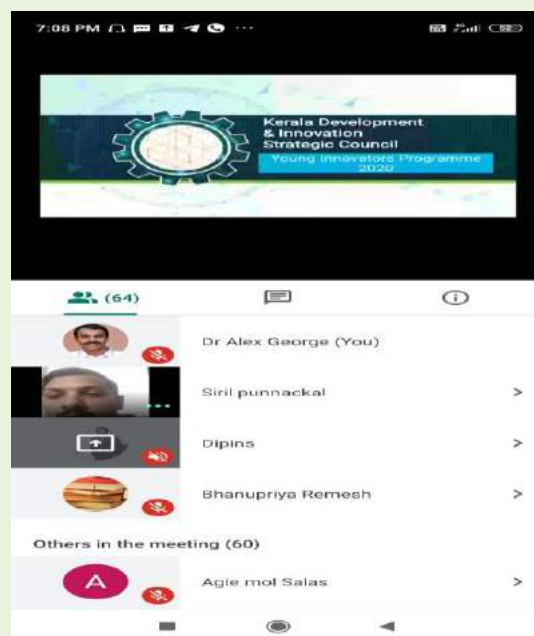 7:08 PM
Kerala Development
& Innovation
Strategic Council
Young Innovators Programme
2020
(64)
Dr Alex George (You)
Siril punnackal
Dipins
Bhanupriya Remesh
Others in the meeting (60)
A
Agie mol Salas